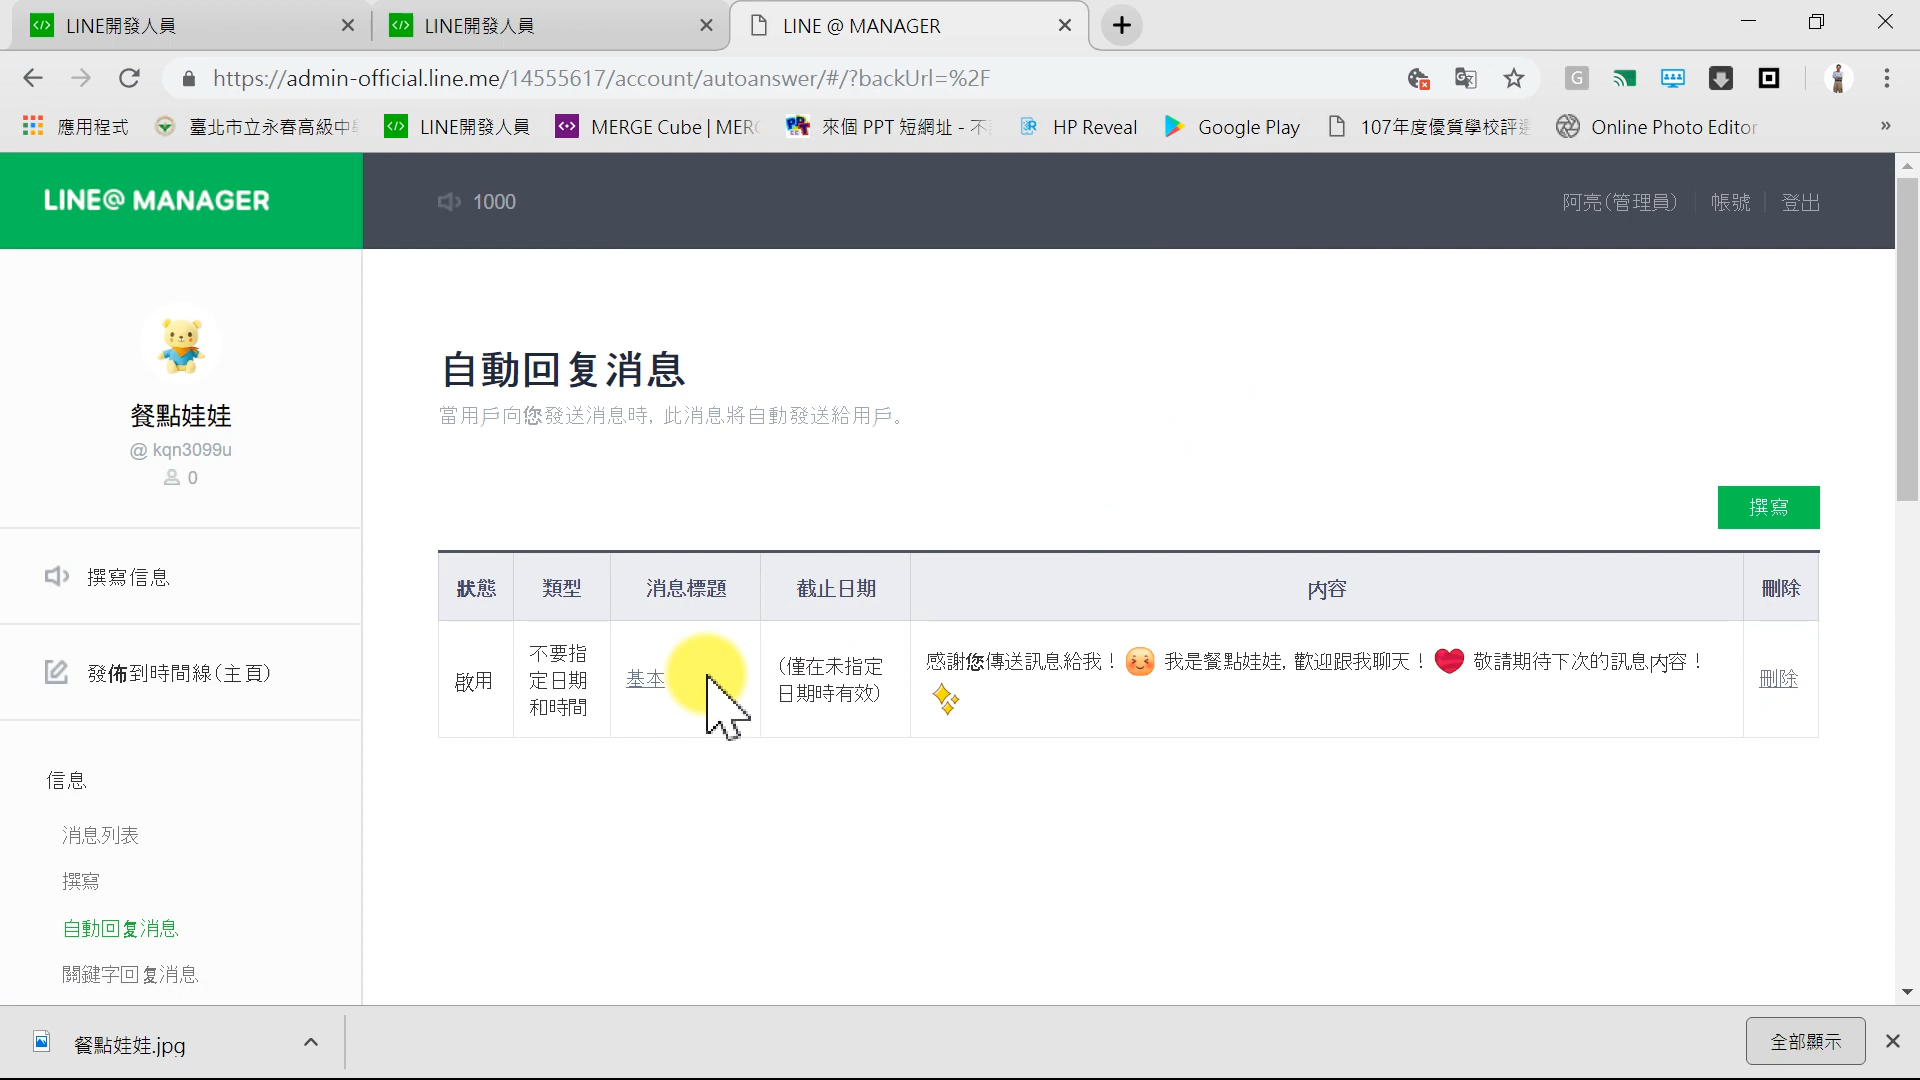 LINE開發人員
LINE開發人員
LINE @ MANAGER
https://admin-official.line.me/14555617/account/autoanswer/#/?backUrl=%2F
應用程式
臺北市立永春高級中
LINE開發人員
MERGE Cube | MER
來個 PPT 短網址 - 不
HP Reveal
Google Play
107年度優質學校評
Online Photo Editor
»
LINE@ MANAGER
1000
阿亮(管理員)
帳號
登出
餐點娃娃
@ kqn3099u
0
撰寫信息
發佈到時間線(主頁)
信息
消息列表
撰寫
自動回复消息
關鍵字回复消息
自動回复消息
當用戶向您發送消息時, 此消息將自動發送給用戶。
撰寫
狀態 類型 消息標題 截止日期 内容 刪除
啟用
不要指
定日期
和時間
基本
(僅在未指定
日期時有效)
感謝您傳送訊息給我！ 我是餐點娃娃, 歡迎跟我聊天！ 敬請期待下次的訊息内容！
刪除
餐點娃娃.jpg
全部顯示